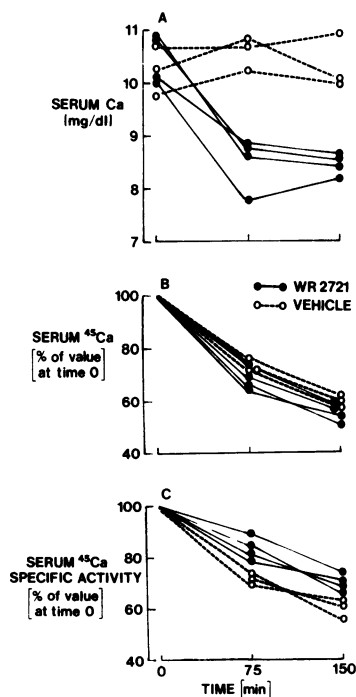 A
11
10
SERUM Ca
[mg/dl]
9
8
7
B
WR 2721
VEHICLE
100
80
SERUM 45Ca
[% of value]
at time 0
60
40
C
100
SERUM 45Ca
SPECIFIC ACTIVITY
80
[% of value]
at time 0
60
40
0 75 150
TIME [min]